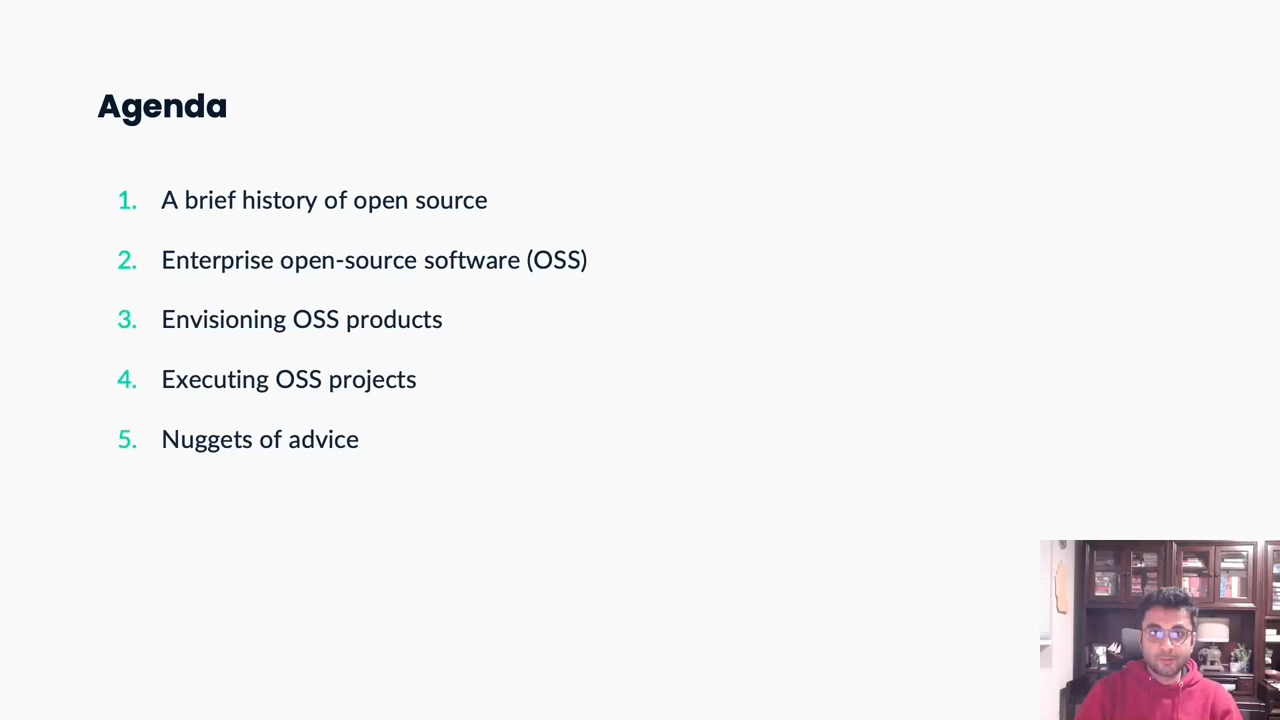 Agenda
1. A brief history of open source
2. Enterprise open-source software (OSS)
3. Envisioning OSS products
4. Executing OSS projects
5. Nuggets of advice